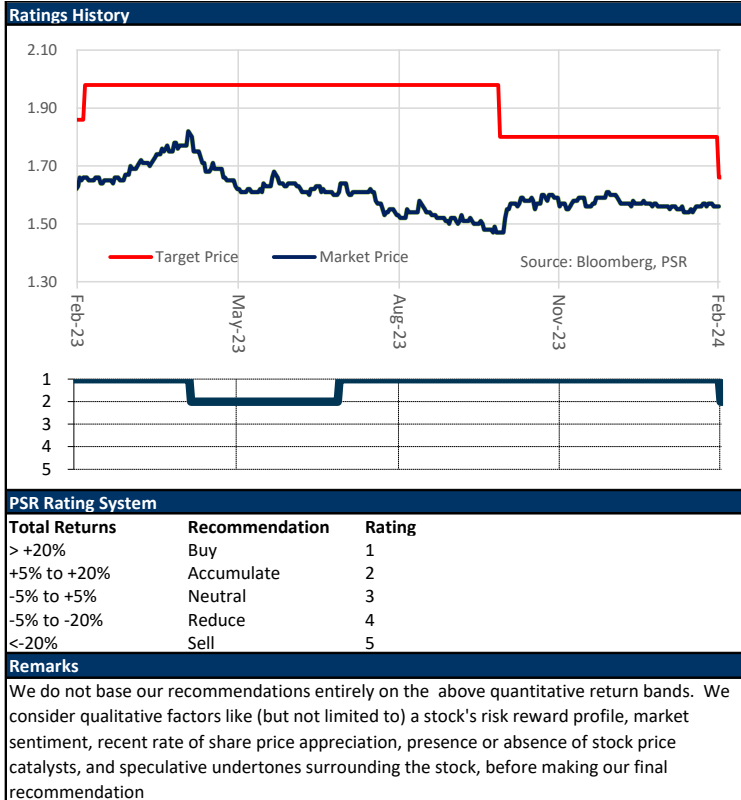 Ratings History
2.10
1.90
1.70
1.50
1.30
Target Price Market Price Source: Bloomberg, PSR
Feb-23 May-23 Aug-23 Nov-23 Feb-24
1
2
3
4
5
PSR Rating System
Total Returns Recommendation Rating
> +20% Buy 1
+5% to +20% Accumulate 2
-5% to +5% Neutral 3
-5% to -20% Reduce 4
<-20% Sell 5
Remarks
We do not base our recommendations entirely on the above quantitative return bands. We
consider qualitative factors like (but not limited to) a stock's risk reward profile, market
sentiment, recent rate of share price appreciation, presence or absence of stock price
catalysts, and speculative undertones surrounding the stock, before making our final
recommendation